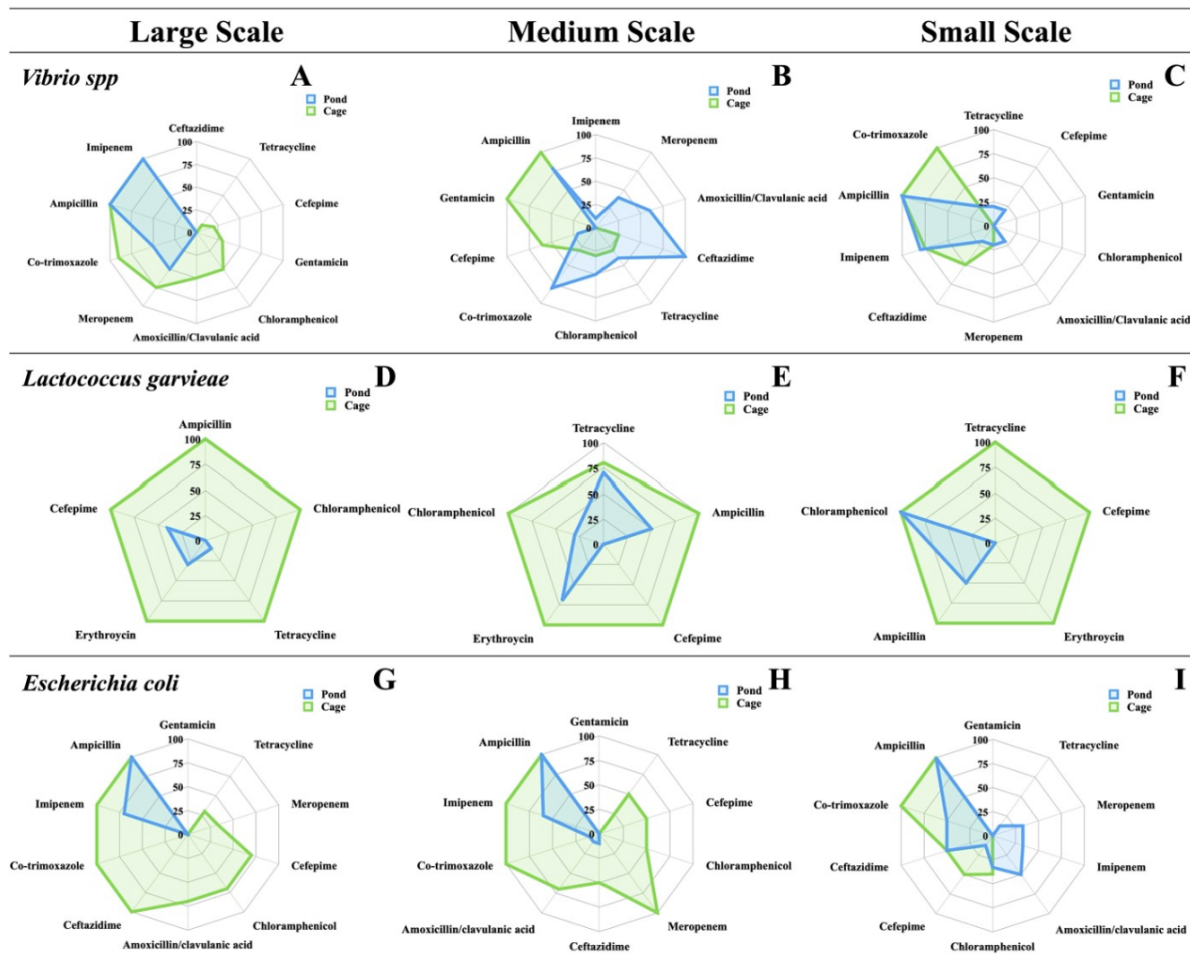 Large Scale Medium Scale Small Scale
Vibrio spp A B C
Pond
Cage
Ceftazidime
100
75
50
25
0
Tetracycline
Cefepime
Gentamicin
Chloramphenicol
Amoxicillin/Clavulanic acid
Meropenem
Co-trimoxazole
Ampicillin
Imipenem
Pond
Cage
Imipenem
100
75
50
25
0
Meropenem
Amoxicillin/Clavulanic acid
Ceftazidime
Tetracycline
Chloramphenicol
Co-trimoxazole
Cefepime
Gentamicin
Ampicillin
Pond
Cage
Tetracycline
100
75
50
25
0
Cefepime
Gentamicin
Chloramphenicol
Amoxicillin/Clavulanic acid
Meropenem
Ceftazidime
Imipenem
Ampicillin
Co-trimoxazole
Lactococcus garvieae D E F
Pond
Cage
Ampicillin
100
75
50
25
0
Chloramphenicol
Tetracycline
Erythroycin
Cefepime
Pond
Cage
Tetracycline
100
75
50
25
0
Ampicillin
Cefepime
Erythroycin
Chloramphenicol
Pond
Cage
Tetracycline
100
75
50
25
0
Cefepime
Erythroycin
Ampicillin
Chloramphenicol
Escherichia coli G H I
Pond
Cage
Gentamicin
100
75
50
25
0
Tetracycline
Meropenem
Cefepime
Chloramphenicol
Amoxicillin/clavulanic acid
Ceftazidime
Co-trimoxazole
Imipenem
Ampicillin
Pond
Cage
Gentamicin
100
75
50
25
0
Tetracycline
Cefepime
Chloramphenicol
Meropenem
Ceftazidime
Amoxicillin/clavulanic acid
Co-trimoxazole
Imipenem
Ampicillin
Pond
Cage
Gentamicin
100
75
50
25
0
Tetracycline
Meropenem
Imipenem
Amoxicillin/clavulanic acid
Chloramphenicol
Cefepime
Ceftazidime
Co-trimoxazole
Ampicillin